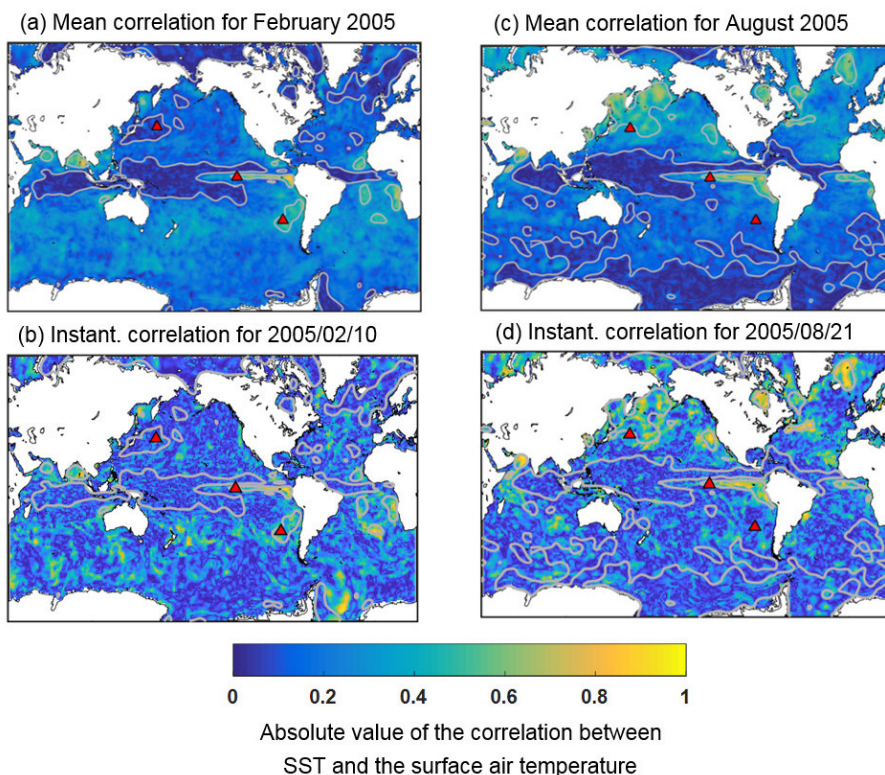 (a) Mean correlation for February 2005
(c) Mean correlation for August 2005
(b) Instant. correlation for 2005/02/10
(d) Instant. correlation for 2005/08/21
0 0.2 0.4 0.6 0.8 1
Absolute value of the correlation between
SST and the surface air temperature